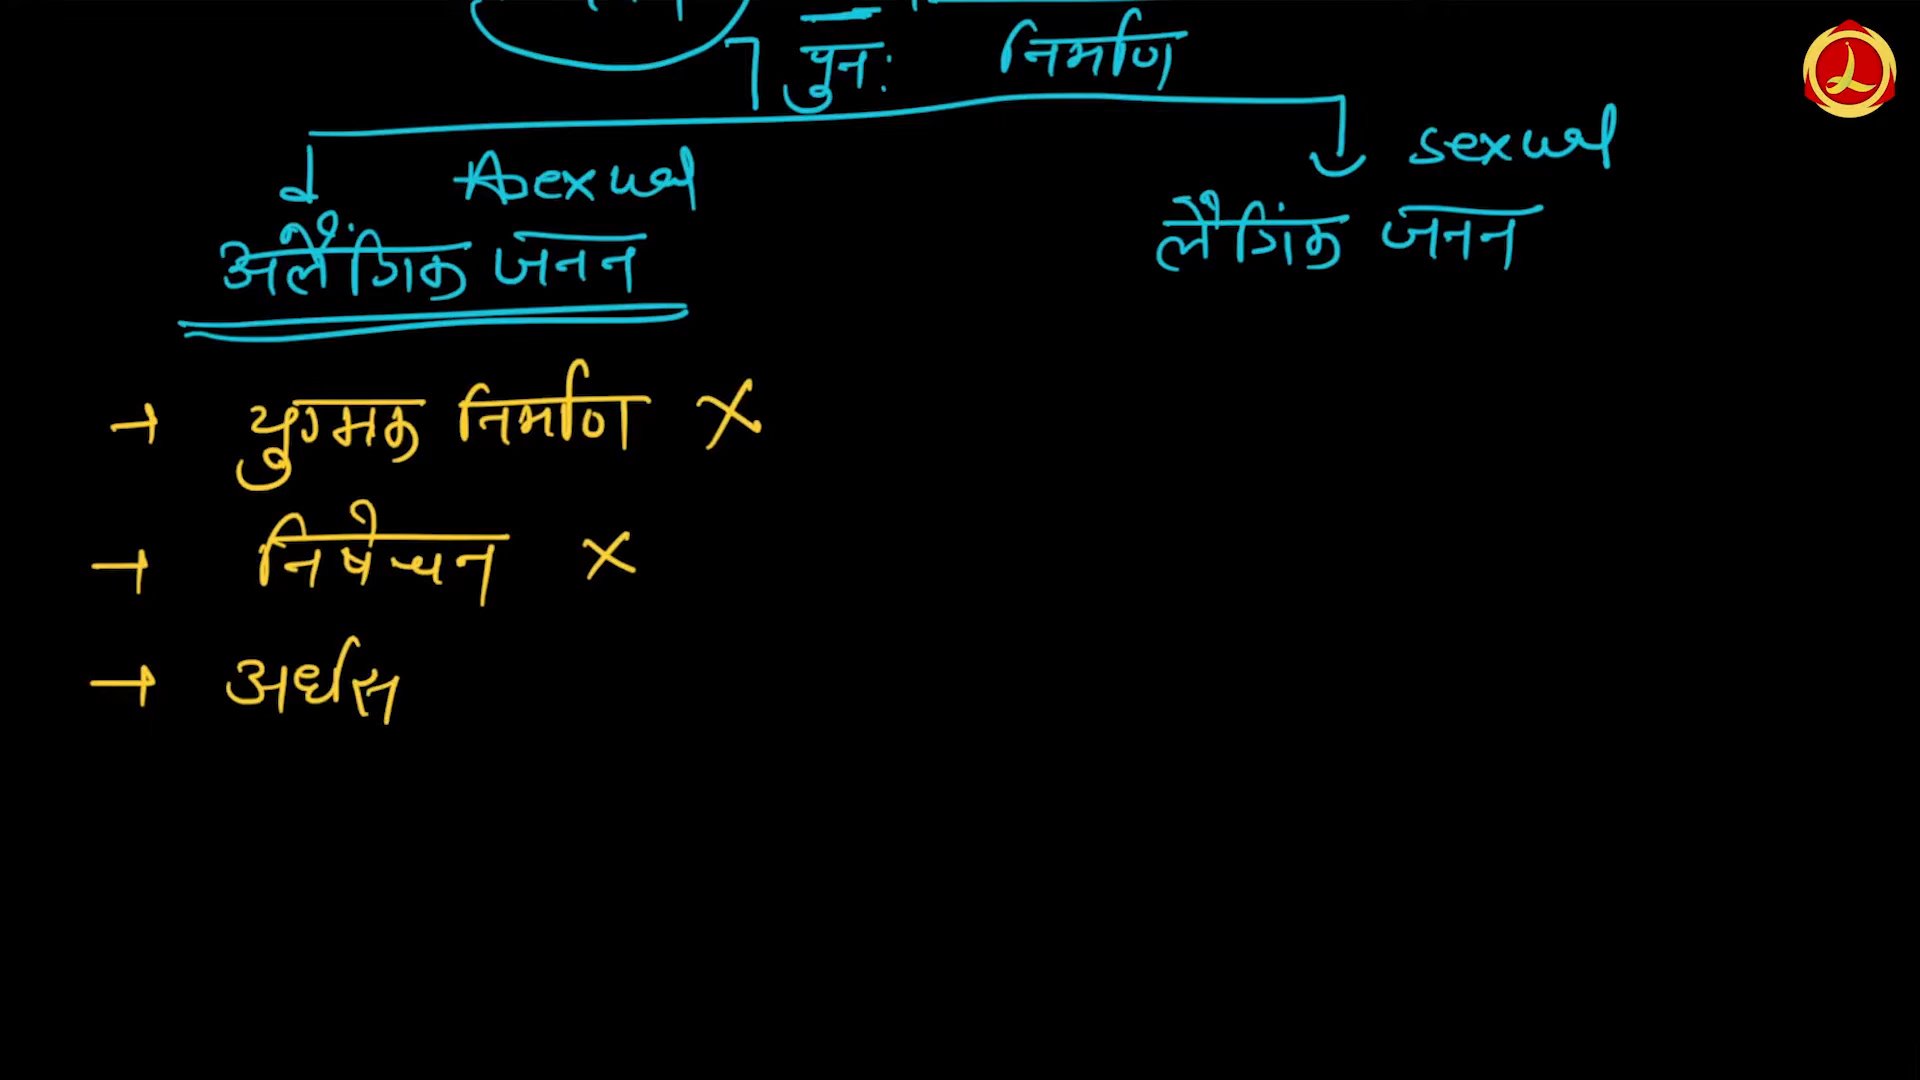 पुनः निर्माण
Asexual sexual
अलैंगिक जनन लैंगिक जनन
→ युग्मक निर्माण ×
→ निषेचन ×
→ अर्धस